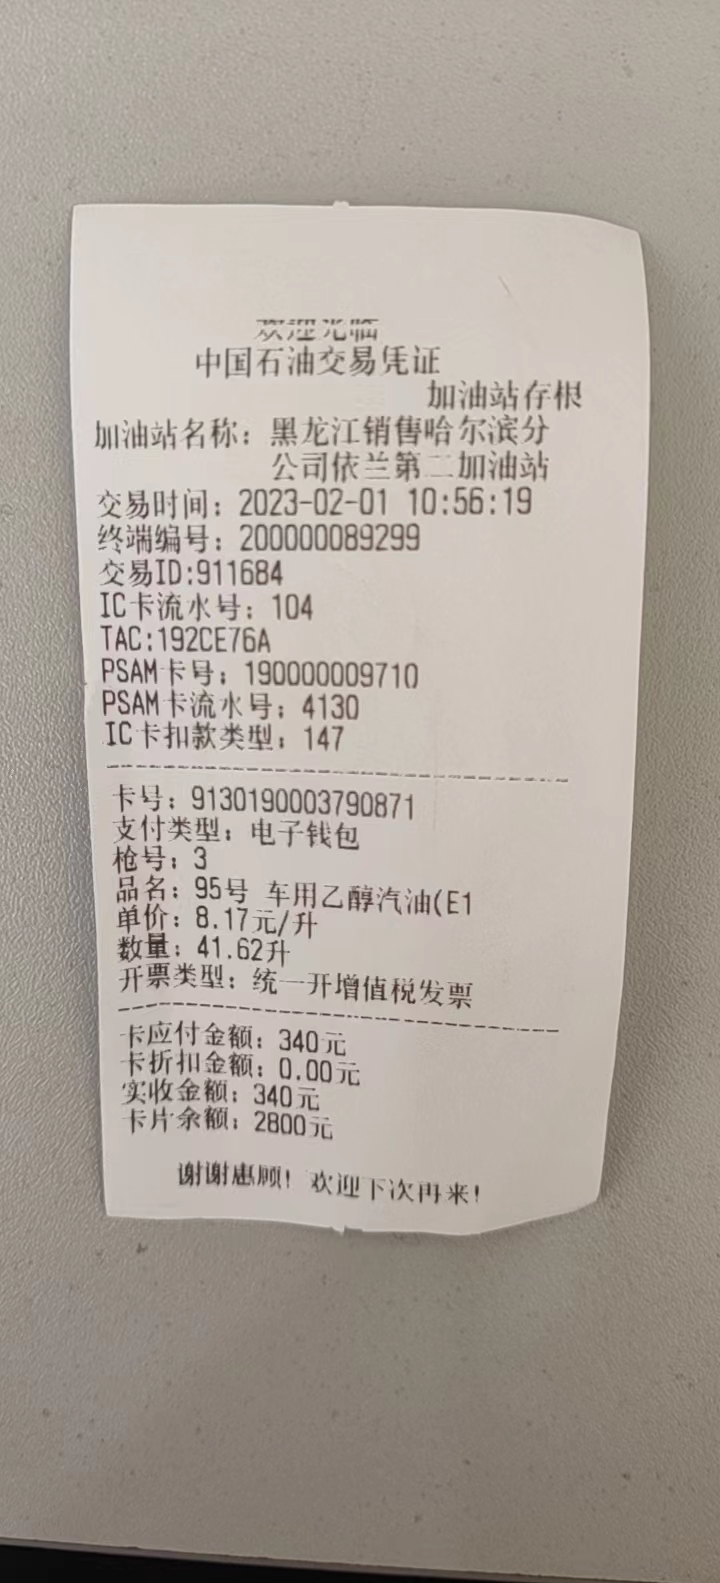 欢迎光临
中国石油交易凭证
加油站存根
加油站名称：黑龙江销售哈尔滨分
公司依兰第二加油站
交易时间：2023-02-01 10:56:19
终端编号：200000089299
交易ID:911684
IC卡流水号：104
TAC:192CE76A
PSAM卡号：190000009710
PSAM卡流水号：4130
IC卡扣款类型：147
卡号：9130190003790871
支付类型：电子钱包
枪号：3
品名：95号 车用乙醇汽油(E1
单价：8.17元/升
数量：41.62升
开票类型：统一开增值税发票
卡应付金额：340元
卡折扣金额：0.00元
实收金额：340元
卡片余额：2800元
谢谢惠顾！欢迎下次再来！